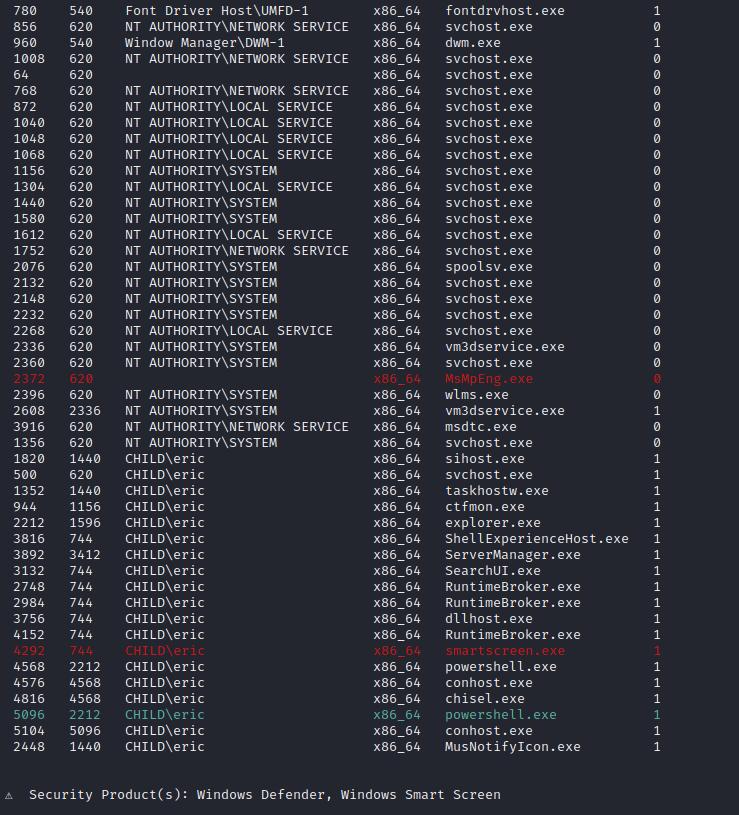 780 540 Font Driver Host\UMFD-1 x86_64 fontdrvhost.exe 1
856 620 NT AUTHORITY\NETWORK SERVICE x86_64 svchost.exe 0
960 540 Window Manager\DWM-1 x86_64 dwm.exe 1
1008 620 NT AUTHORITY\NETWORK SERVICE x86_64 svchost.exe 0
64 620 x86_64 svchost.exe 0
768 620 NT AUTHORITY\NETWORK SERVICE x86_64 svchost.exe 0
872 620 NT AUTHORITY\LOCAL SERVICE x86_64 svchost.exe 0
1040 620 NT AUTHORITY\LOCAL SERVICE x86_64 svchost.exe 0
1048 620 NT AUTHORITY\LOCAL SERVICE x86_64 svchost.exe 0
1068 620 NT AUTHORITY\LOCAL SERVICE x86_64 svchost.exe 0
1156 620 NT AUTHORITY\SYSTEM x86_64 svchost.exe 0
1304 620 NT AUTHORITY\LOCAL SERVICE x86_64 svchost.exe 0
1440 620 NT AUTHORITY\SYSTEM x86_64 svchost.exe 0
1580 620 NT AUTHORITY\SYSTEM x86_64 svchost.exe 0
1612 620 NT AUTHORITY\LOCAL SERVICE x86_64 svchost.exe 0
1752 620 NT AUTHORITY\NETWORK SERVICE x86_64 svchost.exe 0
2076 620 NT AUTHORITY\SYSTEM x86_64 spoolsv.exe 0
2132 620 NT AUTHORITY\SYSTEM x86_64 svchost.exe 0
2148 620 NT AUTHORITY\SYSTEM x86_64 svchost.exe 0
2232 620 NT AUTHORITY\SYSTEM x86_64 svchost.exe 0
2268 620 NT AUTHORITY\LOCAL SERVICE x86_64 svchost.exe 0
2336 620 NT AUTHORITY\SYSTEM x86_64 vm3dservice.exe 0
2360 620 NT AUTHORITY\SYSTEM x86_64 svchost.exe 0
2372 620 x86_64 MsMpEng.exe 0
2396 620 NT AUTHORITY\SYSTEM x86_64 wlms.exe 0
2608 2336 NT AUTHORITY\SYSTEM x86_64 vm3dservice.exe 1
3916 620 NT AUTHORITY\NETWORK SERVICE x86_64 msdtc.exe 0
1356 620 NT AUTHORITY\SYSTEM x86_64 svchost.exe 0
1820 1440 CHILD\eric x86_64 sihost.exe 1
500 620 CHILD\eric x86_64 svchost.exe 1
1352 1440 CHILD\eric x86_64 taskhostw.exe 1
944 1156 CHILD\eric x86_64 ctfmon.exe 1
2212 1596 CHILD\eric x86_64 explorer.exe 1
3816 744 CHILD\eric x86_64 ShellExperienceHost.exe 1
3892 3412 CHILD\eric x86_64 ServerManager.exe 1
3132 744 CHILD\eric x86_64 SearchUI.exe 1
2748 744 CHILD\eric x86_64 RuntimeBroker.exe 1
2984 744 CHILD\eric x86_64 RuntimeBroker.exe 1
3756 744 CHILD\eric x86_64 dllhost.exe 1
4152 744 CHILD\eric x86_64 RuntimeBroker.exe 1
4292 744 CHILD\eric x86_64 smartscreen.exe 1
4568 2212 CHILD\eric x86_64 powershell.exe 1
4576 4568 CHILD\eric x86_64 conhost.exe 1
4816 4568 CHILD\eric x86_64 chisel.exe 1
5096 2212 CHILD\eric x86_64 powershell.exe 1
5104 5096 CHILD\eric x86_64 conhost.exe 1
2448 1440 CHILD\eric x86_64 MusNotifyIcon.exe 1
⚠ Security Product(s): Windows Defender, Windows Smart Screen